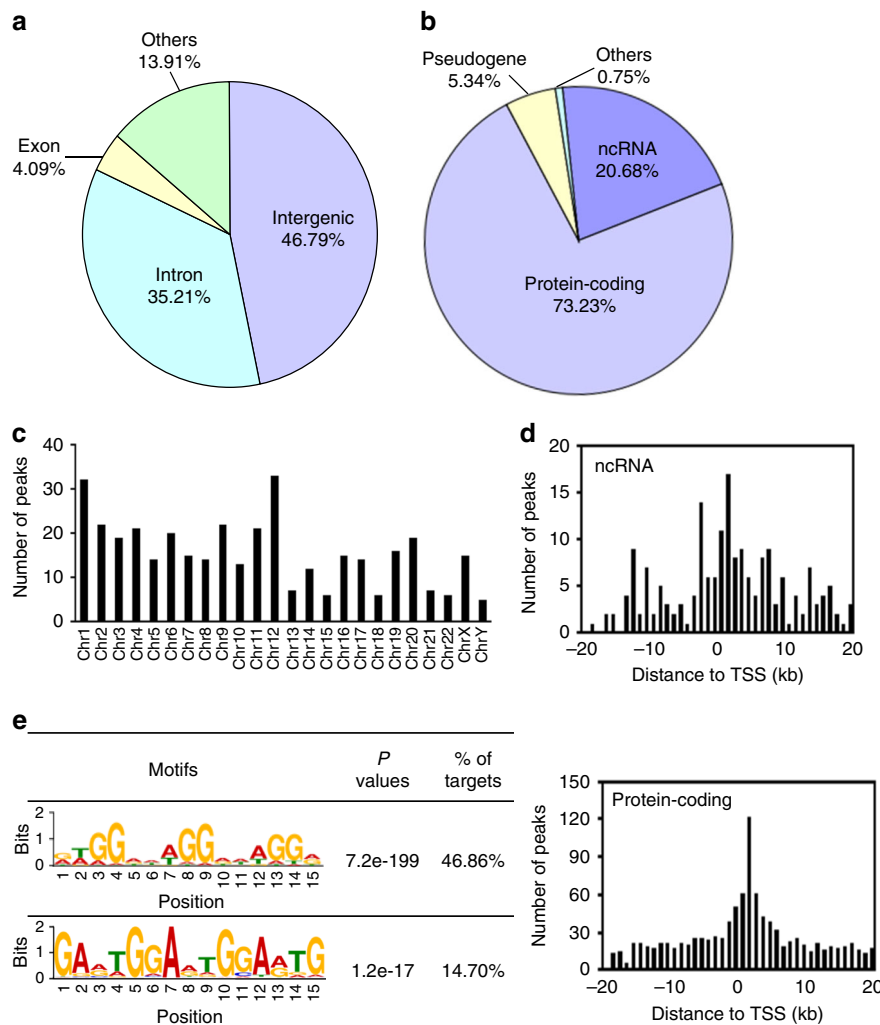 a
Others
13.91%
Exon
4.09%
Intergenic
46.79%
Intron
35.21%
b
Pseudogene
5.34%
Others
0.75%
ncRNA
20.68%
Protein-coding
73.23%
c
Number of peaks
40
30
20
10
0
Chr1
Chr2
Chr3
Chr4
Chr5
Chr6
Chr7
Chr8
Chr9
Chr10
Chr11
Chr12
Chr13
Chr14
Chr15
Chr16
Chr17
Chr18
Chr19
Chr20
Chr21
Chr22
ChrX
ChrY
d
ncRNA
Number of peaks
20
15
10
5
0
−20 −10 0 10 20
Distance to TSS (kb)
Protein-coding
Number of peaks
150
120
90
60
30
0
−20 −10 0 10 20
Distance to TSS (kb)
e
Motifs
P values
% of targets
Bits
2
1
0
1 2 3 4 5 6 7 8 9 10 11 12 13 14 15
Position
7.2e-199
46.86%
Bits
2
1
0
1 2 3 4 5 6 7 8 9 10 11 12 13 14 15
Position
1.2e-17
14.70%